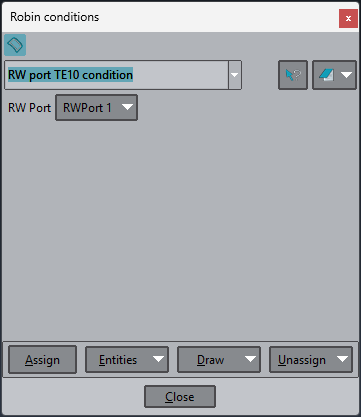 Robin conditions
x
RW port TE10 condition
RW Port RWPort 1
Assign Entities Draw Unassign
Close